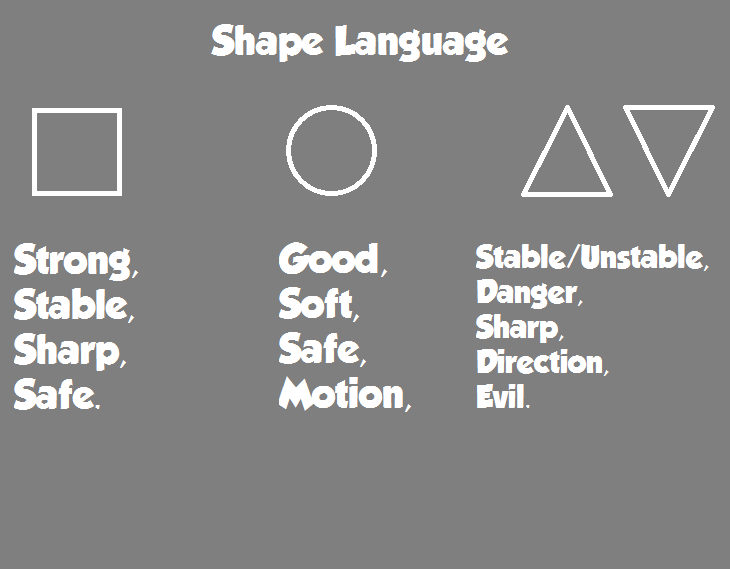 Shape Language
Strong,
Stable,
Sharp,
Safe.
Good,
Soft,
Safe,
Motion,
Stable/Unstable,
Danger,
Sharp,
Direction,
Evil.